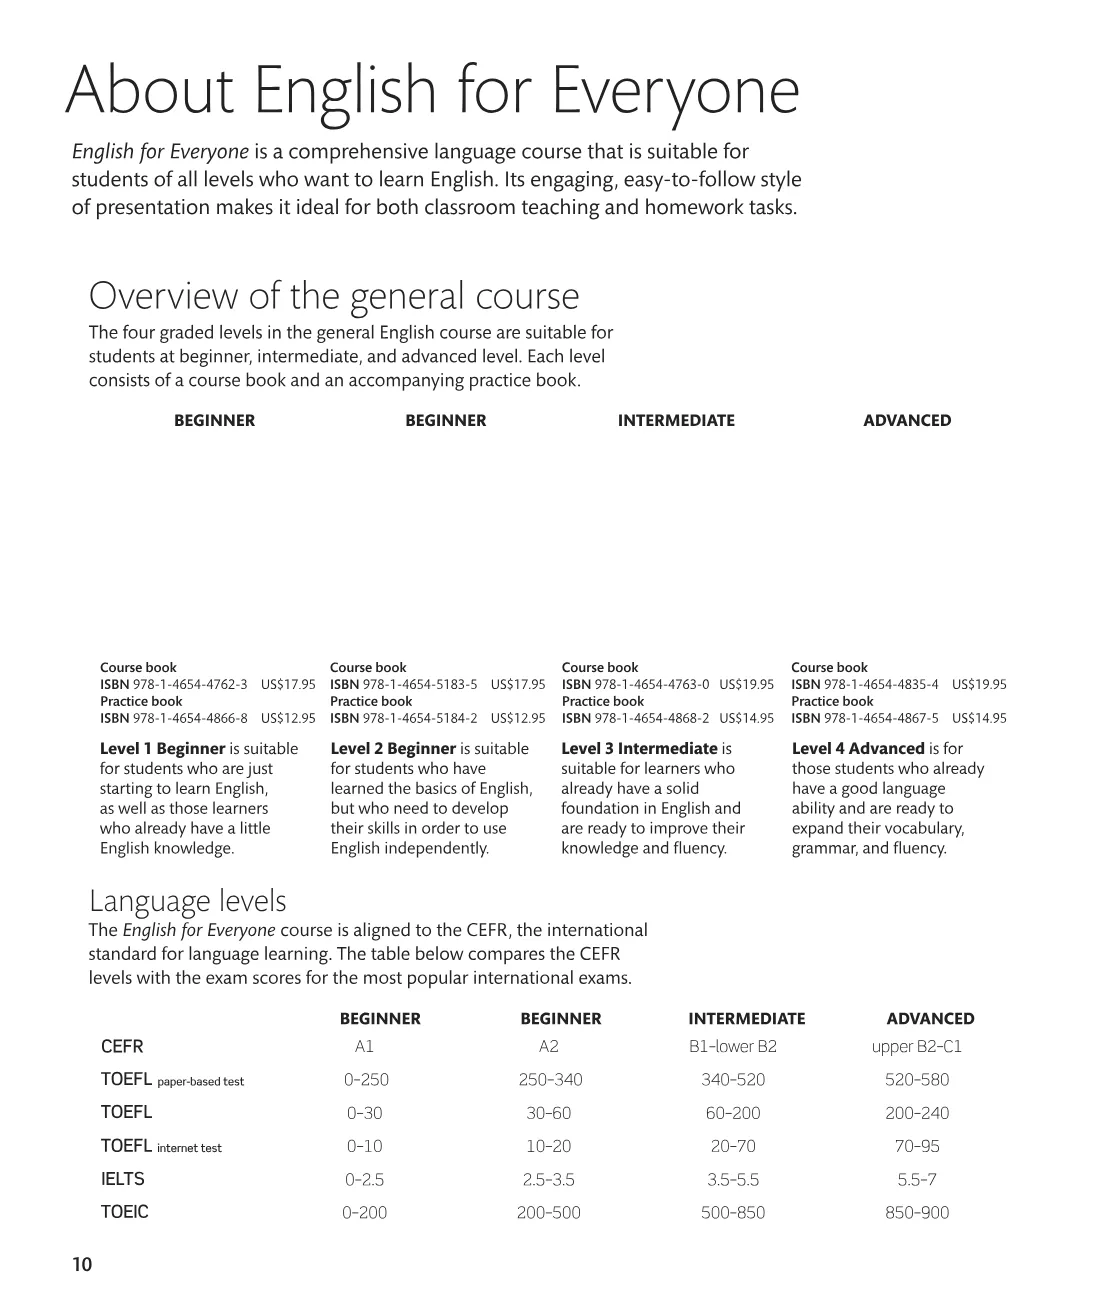 About English for Everyone
English for Everyone is a comprehensive language course that is suitable for
students of all levels who want to learn English. Its engaging, easy-to-follow style
of presentation makes it ideal for both classroom teaching and homework tasks.
Overview of the general course
The four graded levels in the general English course are suitable for
students at beginner, intermediate, and advanced level. Each level
consists of a course book and an accompanying practice book.
BEGINNER BEGINNER INTERMEDIATE ADVANCED
Course book
ISBN 978-1-4654-4762-3 US$17.95
Practice book
ISBN 978-1-4654-4866-8 US$12.95
Level 1 Beginner is suitable
for students who are just
starting to learn English,
as well as those learners
who already have a little
English knowledge.
Course book
ISBN 978-1-4654-5183-5 US$17.95
Practice book
ISBN 978-1-4654-5184-2 US$12.95
Level 2 Beginner is suitable
for students who have
learned the basics of English,
but who need to develop
their skills in order to use
English independently.
Course book
ISBN 978-1-4654-4763-0 US$19.95
Practice book
ISBN 978-1-4654-4868-2 US$14.95
Level 3 Intermediate is
suitable for learners who
already have a solid
foundation in English and
are ready to improve their
knowledge and fluency.
Course book
ISBN 978-1-4654-4835-4 US$19.95
Practice book
ISBN 978-1-4654-4867-5 US$14.95
Level 4 Advanced is for
those students who already
have a good language
ability and are ready to
expand their vocabulary,
grammar, and fluency.
Language levels
The English for Everyone course is aligned to the CEFR, the international
standard for language learning. The table below compares the CEFR
levels with the exam scores for the most popular international exams.
BEGINNER BEGINNER INTERMEDIATE ADVANCED
CEFR A1 A2 B1–lower B2 upper B2–C1
TOEFL paper-based test 0–250 250–340 340–520 520–580
TOEFL 0–30 30–60 60–200 200–240
TOEFL internet test 0–10 10–20 20–70 70–95
IELTS 0–2.5 2.5–3.5 3.5–5.5 5.5–7
TOEIC 0–200 200–500 500–850 850–900
10